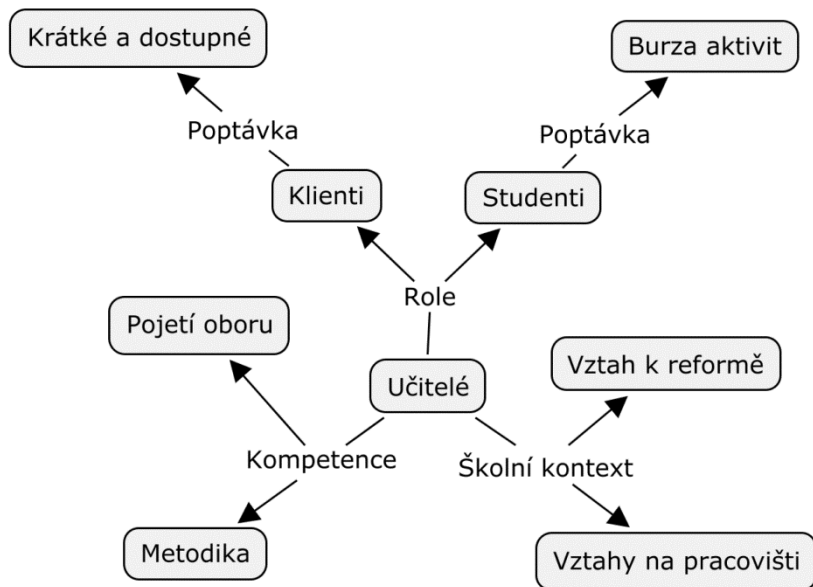 Krátké a dostupné
Burza aktivit
Poptávka
Poptávka
Klienti
Studenti
Role
Pojetí oboru
Vztah k reformě
Učitelé
Kompetence
Školní kontext
Metodika
Vztahy na pracovišti